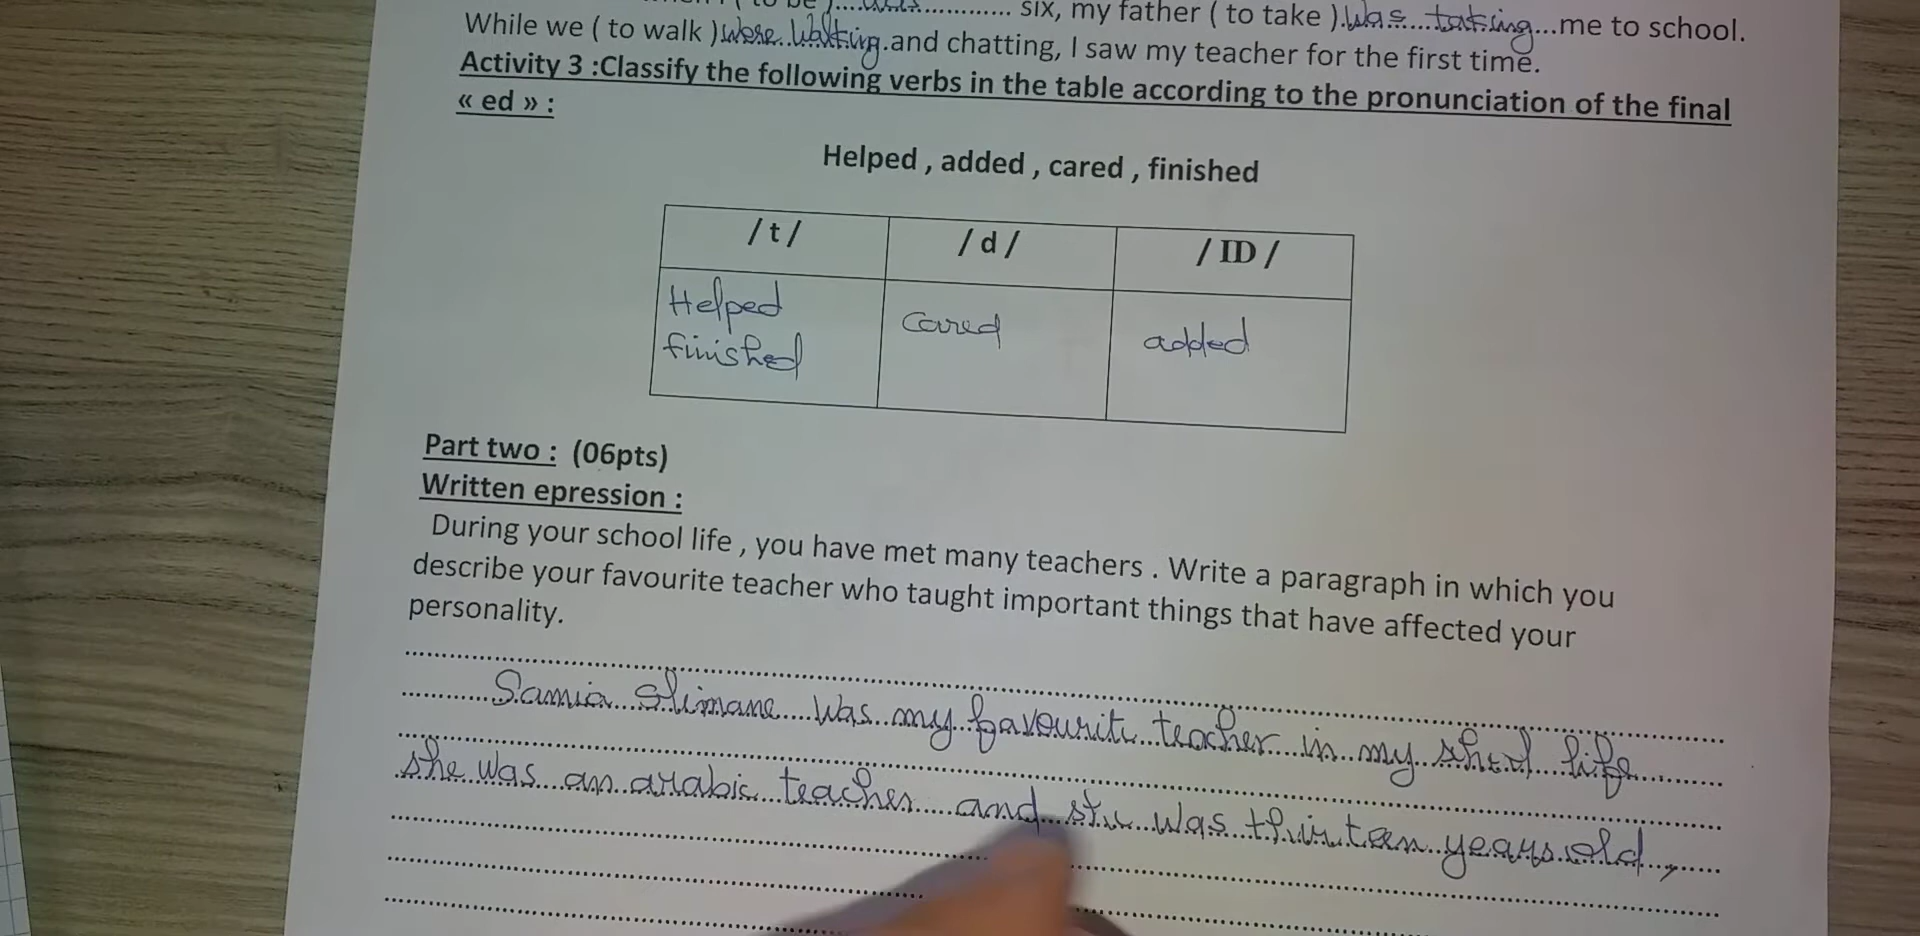 six, my father ( to take ).was...taking...me to school.
While we ( to walk ) were walking.and chatting, I saw my teacher for the first time.
Activity 3 :Classify the following verbs in the table according to the pronunciation of the final
« ed » :
Helped , added , cared , finished
/ t / / d / / ID /
Helped cared added
finished
Part two : (06pts)
Written epression :
During your school life , you have met many teachers . Write a paragraph in which you
describe your favourite teacher who taught important things that have affected your
personality.
Samia Slimane was my favourite teacher in my life
she was an arabic teacher and she was years old,